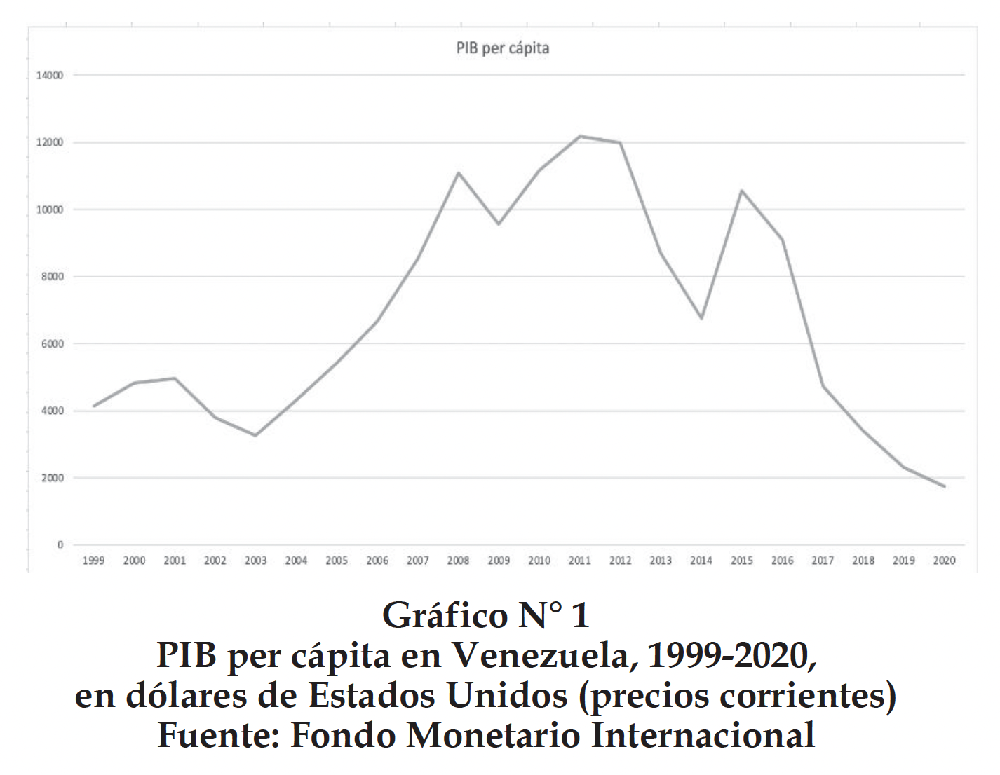 PIB per cápita
14000
12000
10000
8000
6000
4000
2000
0
1999 2000 2001 2002 2003 2004 2005 2006 2007 2008 2009 2010 2011 2012 2013 2014 2015 2016 2017 2018 2019 2020
Gráfico N° 1
PIB per cápita en Venezuela, 1999-2020,
en dólares de Estados Unidos (precios corrientes)
Fuente: Fondo Monetario Internacional